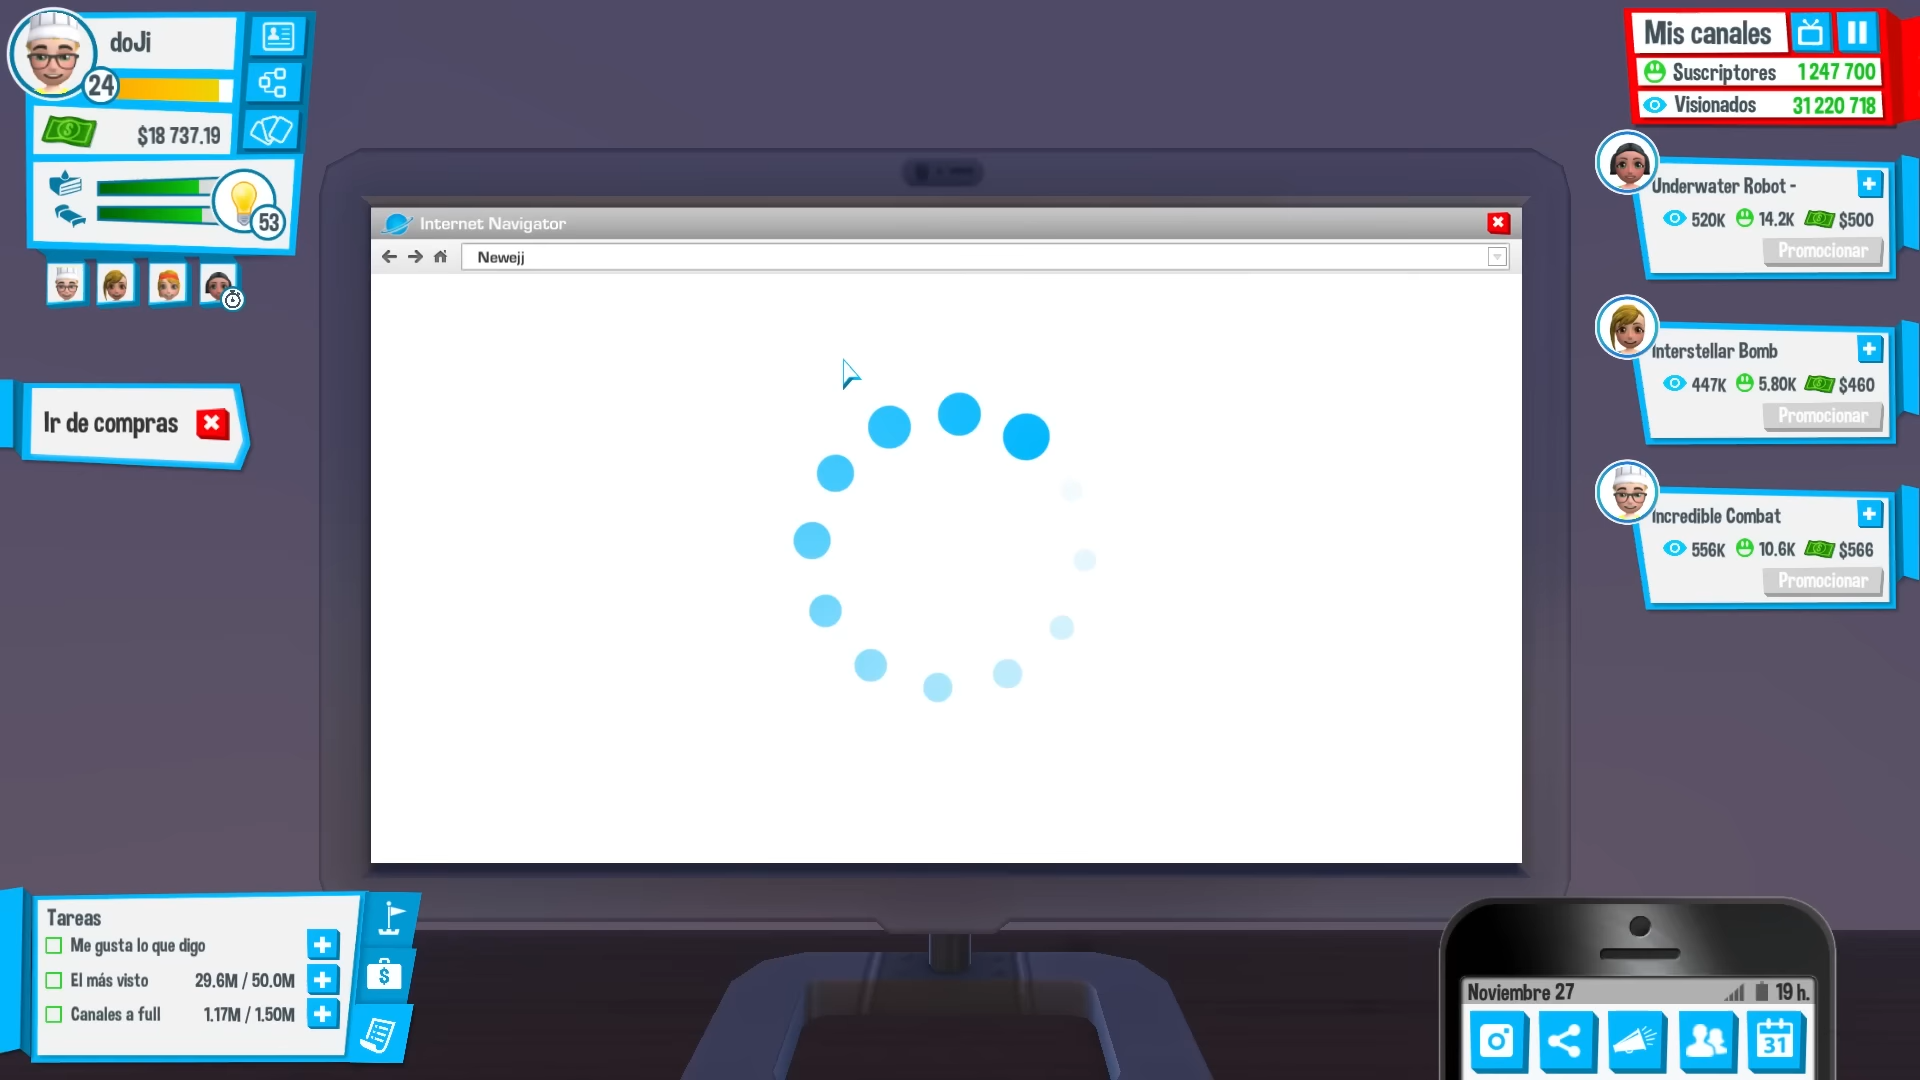 doJi
24
$18 737.19
53
Ir de compras
Internet Navigator
Newejj
Mis canales
Suscriptores 1 247 700
Visionados 31 220 718
Underwater Robot -
520K 14.2K $500
Promocionar
Interstellar Bomb
447K 5.80K $460
Promocionar
Incredible Combat
556K 10.6K $566
Promocionar
Tareas
Me gusta lo que digo
El más visto 29.6M / 50.0M
Canales a full 1.17M / 1.50M
Noviembre 27 19 h.
31